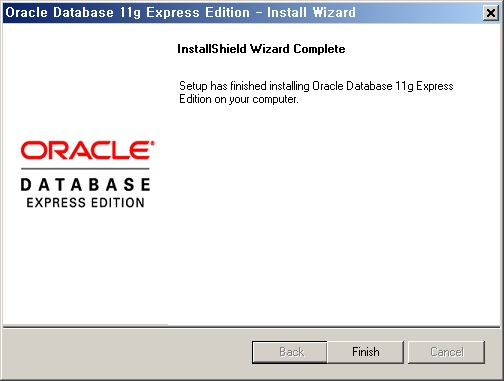 Oracle Database 11g Express Edition - Install Wizard
InstallShield Wizard Complete
Setup has finished installing Oracle Database 11g Express
Edition on your computer.
ORACLE
DATABASE
EXPRESS EDITION
Back
Finish
Cancel